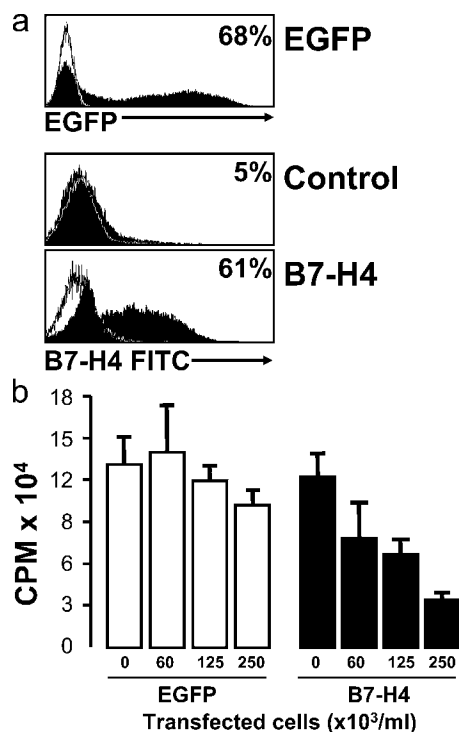 a
68% EGFP
EGFP
5% Control
61% B7-H4
B7-H4 FITC
b
CPM x 10⁴
18
15
12
8
6
3
0
0 60 125 250 0 60 125 250
EGFP B7-H4
Transfected cells (x10³/ml)